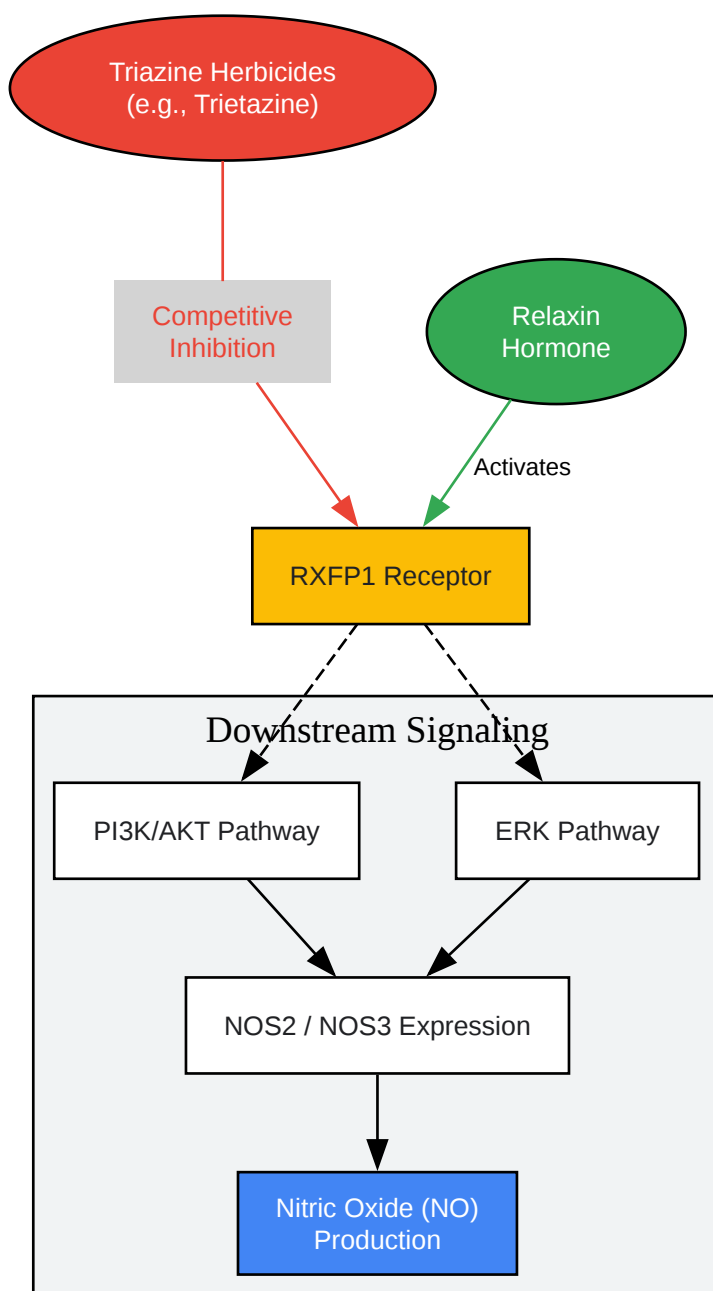 Triazine Herbicides
(e.g., Trietazine)
Competitive
Inhibition
Relaxin
Hormone
Activates
RXFP1 Receptor
Downstream Signaling
PI3K/AKT Pathway
ERK Pathway
NOS2 / NOS3 Expression
Nitric Oxide (NO)
Production